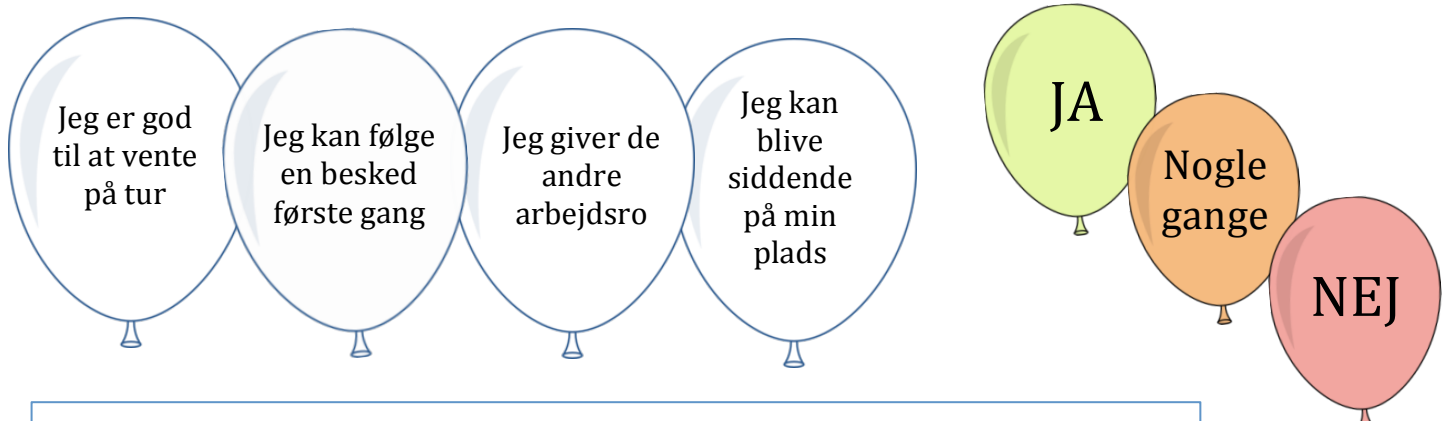 Jeg er god
til at vente
på tur
Jeg kan følge
en besked
første gang
Jeg giver de
andre
arbejdsro
Jeg kan
blive
siddende
på min
plads
JA
Nogle
gange
NEJ